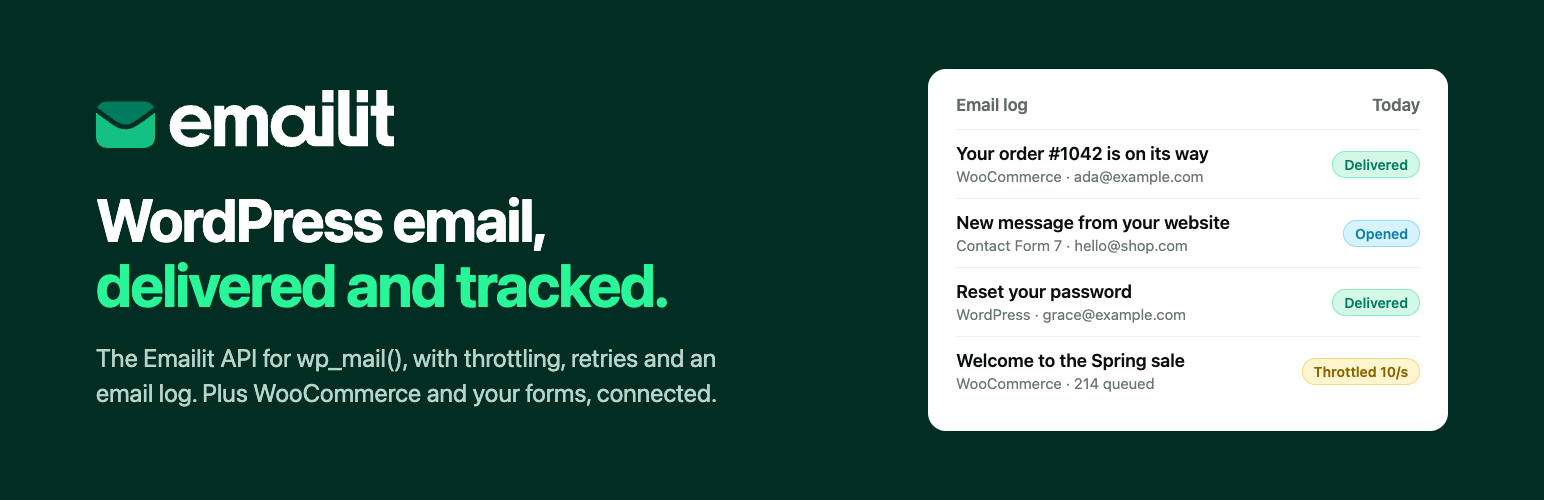 emailit
WordPress email,
delivered and tracked.
The Emailit API for wp_mail(), with throttling, retries and an
email log. Plus WooCommerce and your forms, connected.
Email log
Today
Your order #1042 is on its way
WooCommerce · ada@example.com
Delivered
New message from your website
Contact Form 7 · hello@shop.com
Opened
Reset your password
WordPress · grace@example.com
Delivered
Welcome to the Spring sale
WooCommerce · 214 queued
Throttled 10/s